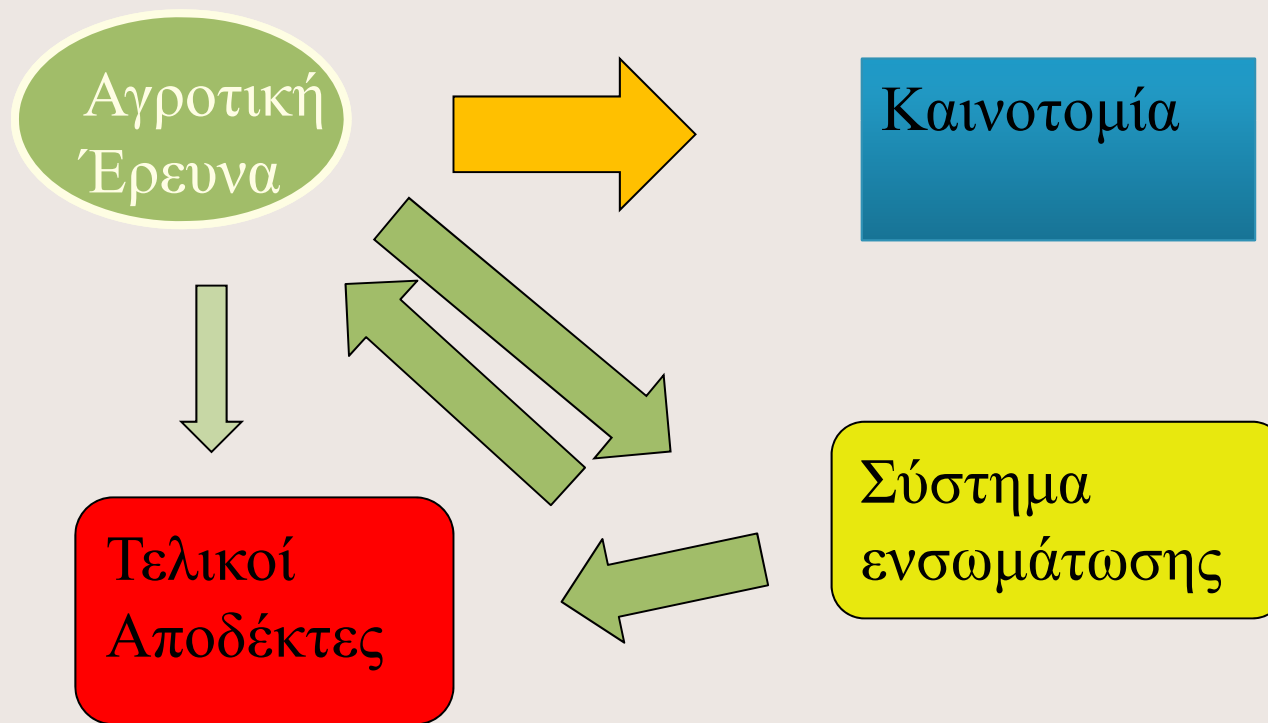 Αγροτική
Έρευνα
Καινοτομία
Σύστημα
ενσωμάτωσης
Τελικοί
Αποδέκτες